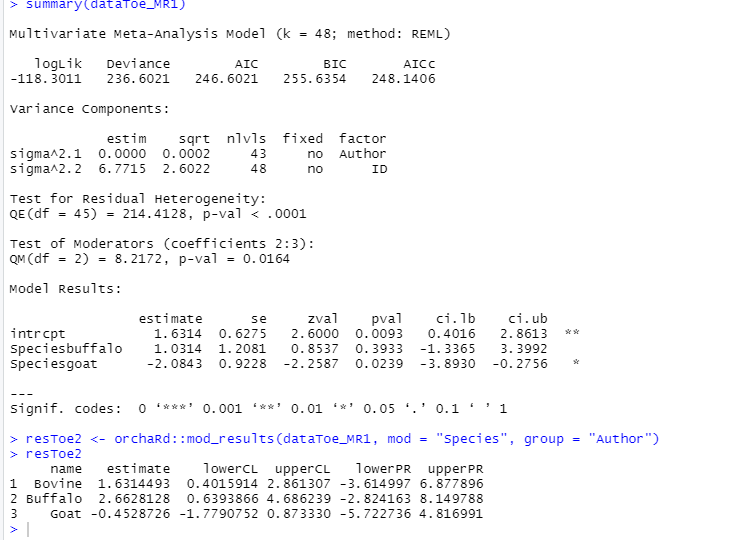 > summary(dataToe_MR1)
Multivariate Meta-Analysis Model (k = 48; method: REML)
logLik Deviance AIC BIC AICc
-118.3011 236.6021 246.6021 255.6354 248.1406
Variance Components:
estim sqrt nlvls fixed factor
sigma^2.1 0.0000 0.0002 43 no Author
sigma^2.2 6.7715 2.6022 48 no ID
Test for Residual Heterogeneity:
QE(df = 45) = 214.4128, p-val < .0001
Test of Moderators (coefficients 2:3):
QM(df = 2) = 8.2172, p-val = 0.0164
Model Results:
estimate se zval pval ci.lb ci.ub
intrcpt 1.6314 0.6275 2.6000 0.0093 0.4016 2.8613 **
Speciesbuffalo 1.0314 1.2081 0.8537 0.3933 -1.3365 3.3992
Speciesgoat -2.0843 0.9228 -2.2587 0.0239 -3.8930 -0.2756 *
---
Signif. codes: 0 ‘***’ 0.001 ‘**’ 0.01 ‘*’ 0.05 ‘.’ 0.1 ‘ ’ 1
> resToe2 <- orchaRd::mod_results(dataToe_MR1, mod = "Species", group = "Author")
> resToe2
name estimate lowerCL upperCL lowerPR upperPR
1 Bovine 1.6314493 0.4015914 2.861307 -3.614997 6.877896
2 Buffalo 2.6628128 0.6393866 4.686239 -2.824163 8.149788
3 Goat -0.4528726 -1.7790752 0.873330 -5.722736 4.816991
>